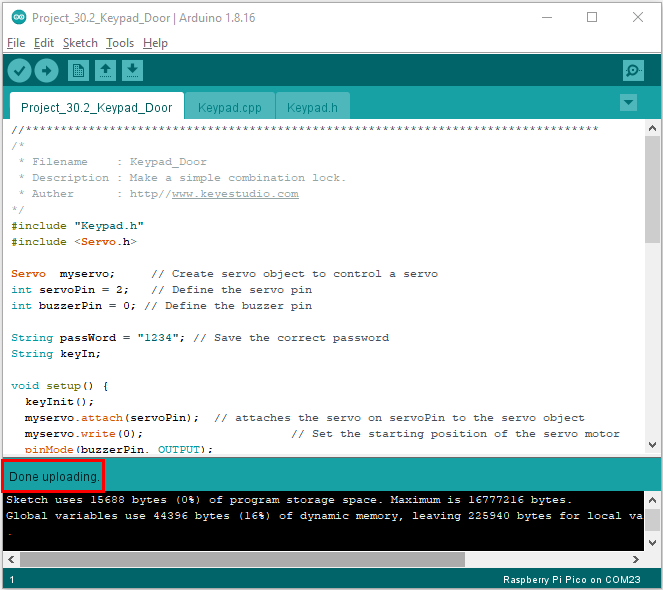 Project_30.2_Keypad_Door | Arduino 1.8.16
File Edit Sketch Tools Help
Project_30.2_Keypad_Door Keypad.cpp Keypad.h
//**********************************************************************************
/*
 * Filename    : Keypad_Door
 * Description : Make a simple combination lock.
 * Auther      : http//www.keyestudio.com
*/
#include "Keypad.h"
#include <Servo.h>
Servo  myservo;     // Create servo object to control a servo
int servoPin = 2;   // Define the servo pin
int buzzerPin = 0; // Define the buzzer pin
String passWord = "1234"; // Save the correct password
String keyIn;
void setup() {
  keyInit();
  myservo.attach(servoPin);  // attaches the servo on servoPin to the servo object
  myservo.write(0);                     // Set the starting position of the servo motor
  pinMode(buzzerPin, OUTPUT);
Done uploading.
Sketch uses 15688 bytes (0%) of program storage space. Maximum is 16777216 bytes.
Global variables use 44396 bytes (16%) of dynamic memory, leaving 225940 bytes for local va
.
1 Raspberry Pi Pico on COM23